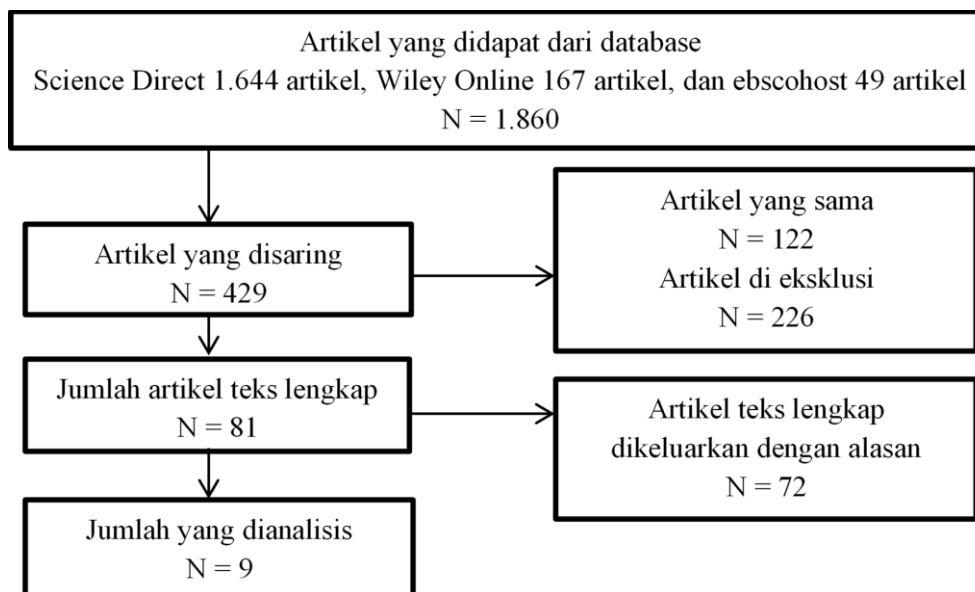 Artikel yang didapat dari database
Science Direct 1.644 artikel, Wiley Online 167 artikel, dan ebscohost 49 artikel
N = 1.860
Artikel yang disaring
N = 429
Artikel yang sama
N = 122
Artikel di eksklusi
N = 226
Jumlah artikel teks lengkap
N = 81
Artikel teks lengkap
dikeluarkan dengan alasan
N = 72
Jumlah yang dianalisis
N = 9